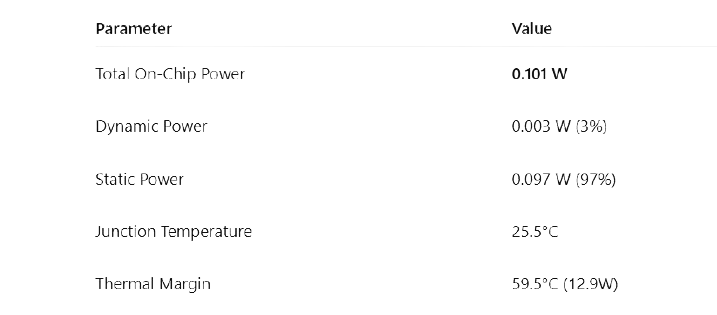 Parameter Value
Total On-Chip Power 0.101 W
Dynamic Power 0.003 W (3%)
Static Power 0.097 W (97%)
Junction Temperature 25.5°C
Thermal Margin 59.5°C (12.9W)